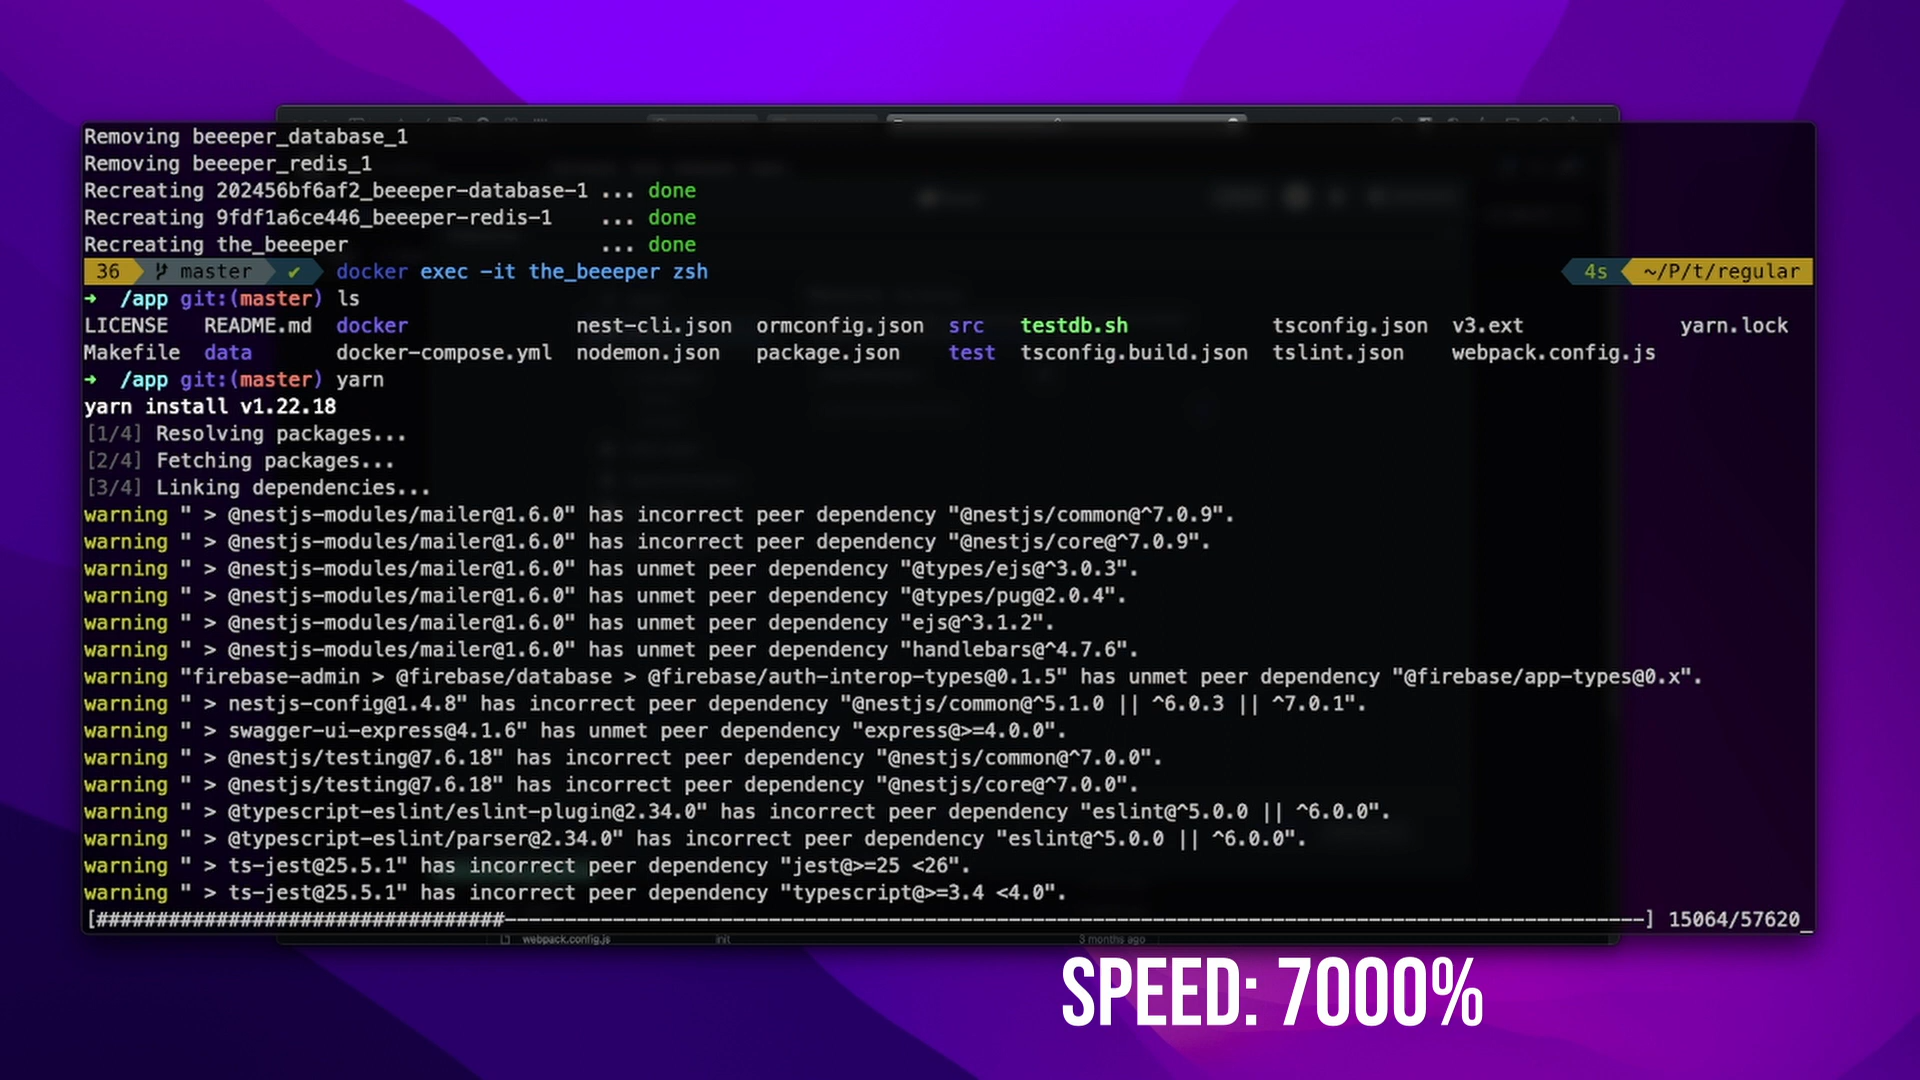 Removing beeeper_database_1
Removing beeeper_redis_1
Recreating 202456bf6af2_beeeper-database-1 ... done
Recreating 9fdf1a6ce446_beeeper-redis-1    ... done
Recreating the_beeeper                     ... done
36 master ✔ docker exec -it the_beeeper zsh 4s ~/P/t/regular
➜  /app git:(master) ls
LICENSE   README.md  docker              nest-cli.json  ormconfig.json  src   testdb.sh            tsconfig.json  v3.ext             yarn.lock
Makefile  data       docker-compose.yml  nodemon.json   package.json    test  tsconfig.build.json  tslint.json    webpack.config.js
➜  /app git:(master) yarn
yarn install v1.22.18
[1/4] Resolving packages...
[2/4] Fetching packages...
[3/4] Linking dependencies...
warning " > @nestjs-modules/mailer@1.6.0" has incorrect peer dependency "@nestjs/common@^7.0.9".
warning " > @nestjs-modules/mailer@1.6.0" has incorrect peer dependency "@nestjs/core@^7.0.9".
warning " > @nestjs-modules/mailer@1.6.0" has unmet peer dependency "@types/ejs@^3.0.3".
warning " > @nestjs-modules/mailer@1.6.0" has unmet peer dependency "@types/pug@2.0.4".
warning " > @nestjs-modules/mailer@1.6.0" has unmet peer dependency "ejs@^3.1.2".
warning " > @nestjs-modules/mailer@1.6.0" has unmet peer dependency "handlebars@^4.7.6".
warning "firebase-admin > @firebase/database > @firebase/auth-interop-types@0.1.5" has unmet peer dependency "@firebase/app-types@0.x".
warning " > nestjs-config@1.4.8" has incorrect peer dependency "@nestjs/common@^5.1.0 || ^6.0.3 || ^7.0.1".
warning " > swagger-ui-express@4.1.6" has unmet peer dependency "express@>=4.0.0".
warning " > @nestjs/testing@7.6.18" has incorrect peer dependency "@nestjs/common@^7.0.0".
warning " > @nestjs/testing@7.6.18" has incorrect peer dependency "@nestjs/core@^7.0.0".
warning " > @typescript-eslint/eslint-plugin@2.34.0" has incorrect peer dependency "eslint@^5.0.0 || ^6.0.0".
warning " > @typescript-eslint/parser@2.34.0" has incorrect peer dependency "eslint@^5.0.0 || ^6.0.0".
warning " > ts-jest@25.5.1" has incorrect peer dependency "jest@>=25 <26".
warning " > ts-jest@25.5.1" has incorrect peer dependency "typescript@>=3.4 <4.0".
[##################################-----------------------------------------------------------------------------------------------] 15064/57620_
webpack.config.js init 3 months ago
SPEED: 7000%